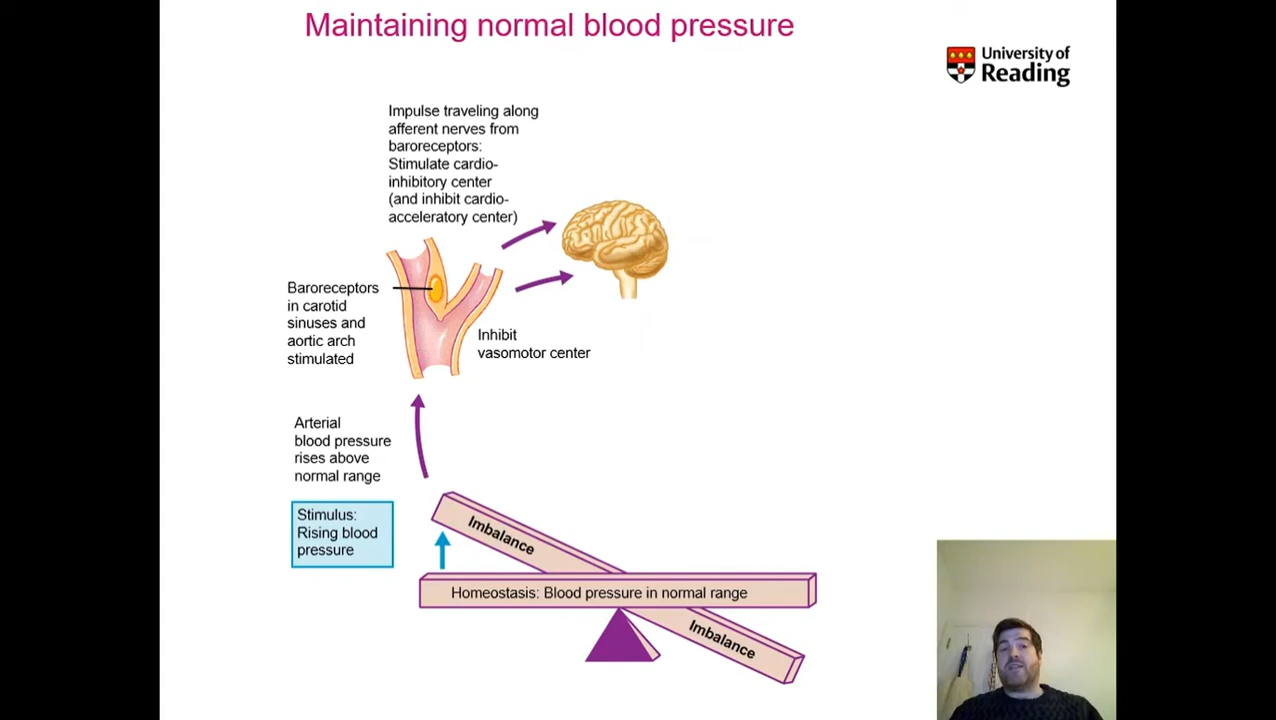 Maintaining normal blood pressure
University of
Reading
Impulse traveling along
afferent nerves from
baroreceptors:
Stimulate cardio-
inhibitory center
(and inhibit cardio-
acceleratory center)
Baroreceptors
in carotid
sinuses and
aortic arch
stimulated
Inhibit
vasomotor center
Arterial
blood pressure
rises above
normal range
Stimulus:
Rising blood
pressure
Imbalance
Homeostasis: Blood pressure in normal range
Imbalance